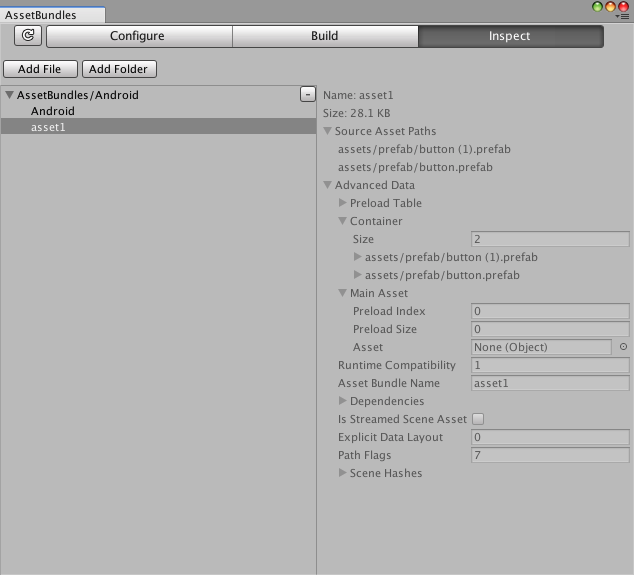 AssetBundles
Configure Build Inspect
Add File Add Folder
AssetBundles/Android -
Android
asset1
Name: asset1
Size: 28.1 KB
Source Asset Paths
assets/prefab/button (1).prefab
assets/prefab/button.prefab
Advanced Data
Preload Table
Container
Size 2
assets/prefab/button (1).prefab
assets/prefab/button.prefab
Main Asset
Preload Index 0
Preload Size 0
Asset None (Object)
Runtime Compatibility 1
Asset Bundle Name asset1
Dependencies
Is Streamed Scene Asset
Explicit Data Layout 0
Path Flags 7
Scene Hashes